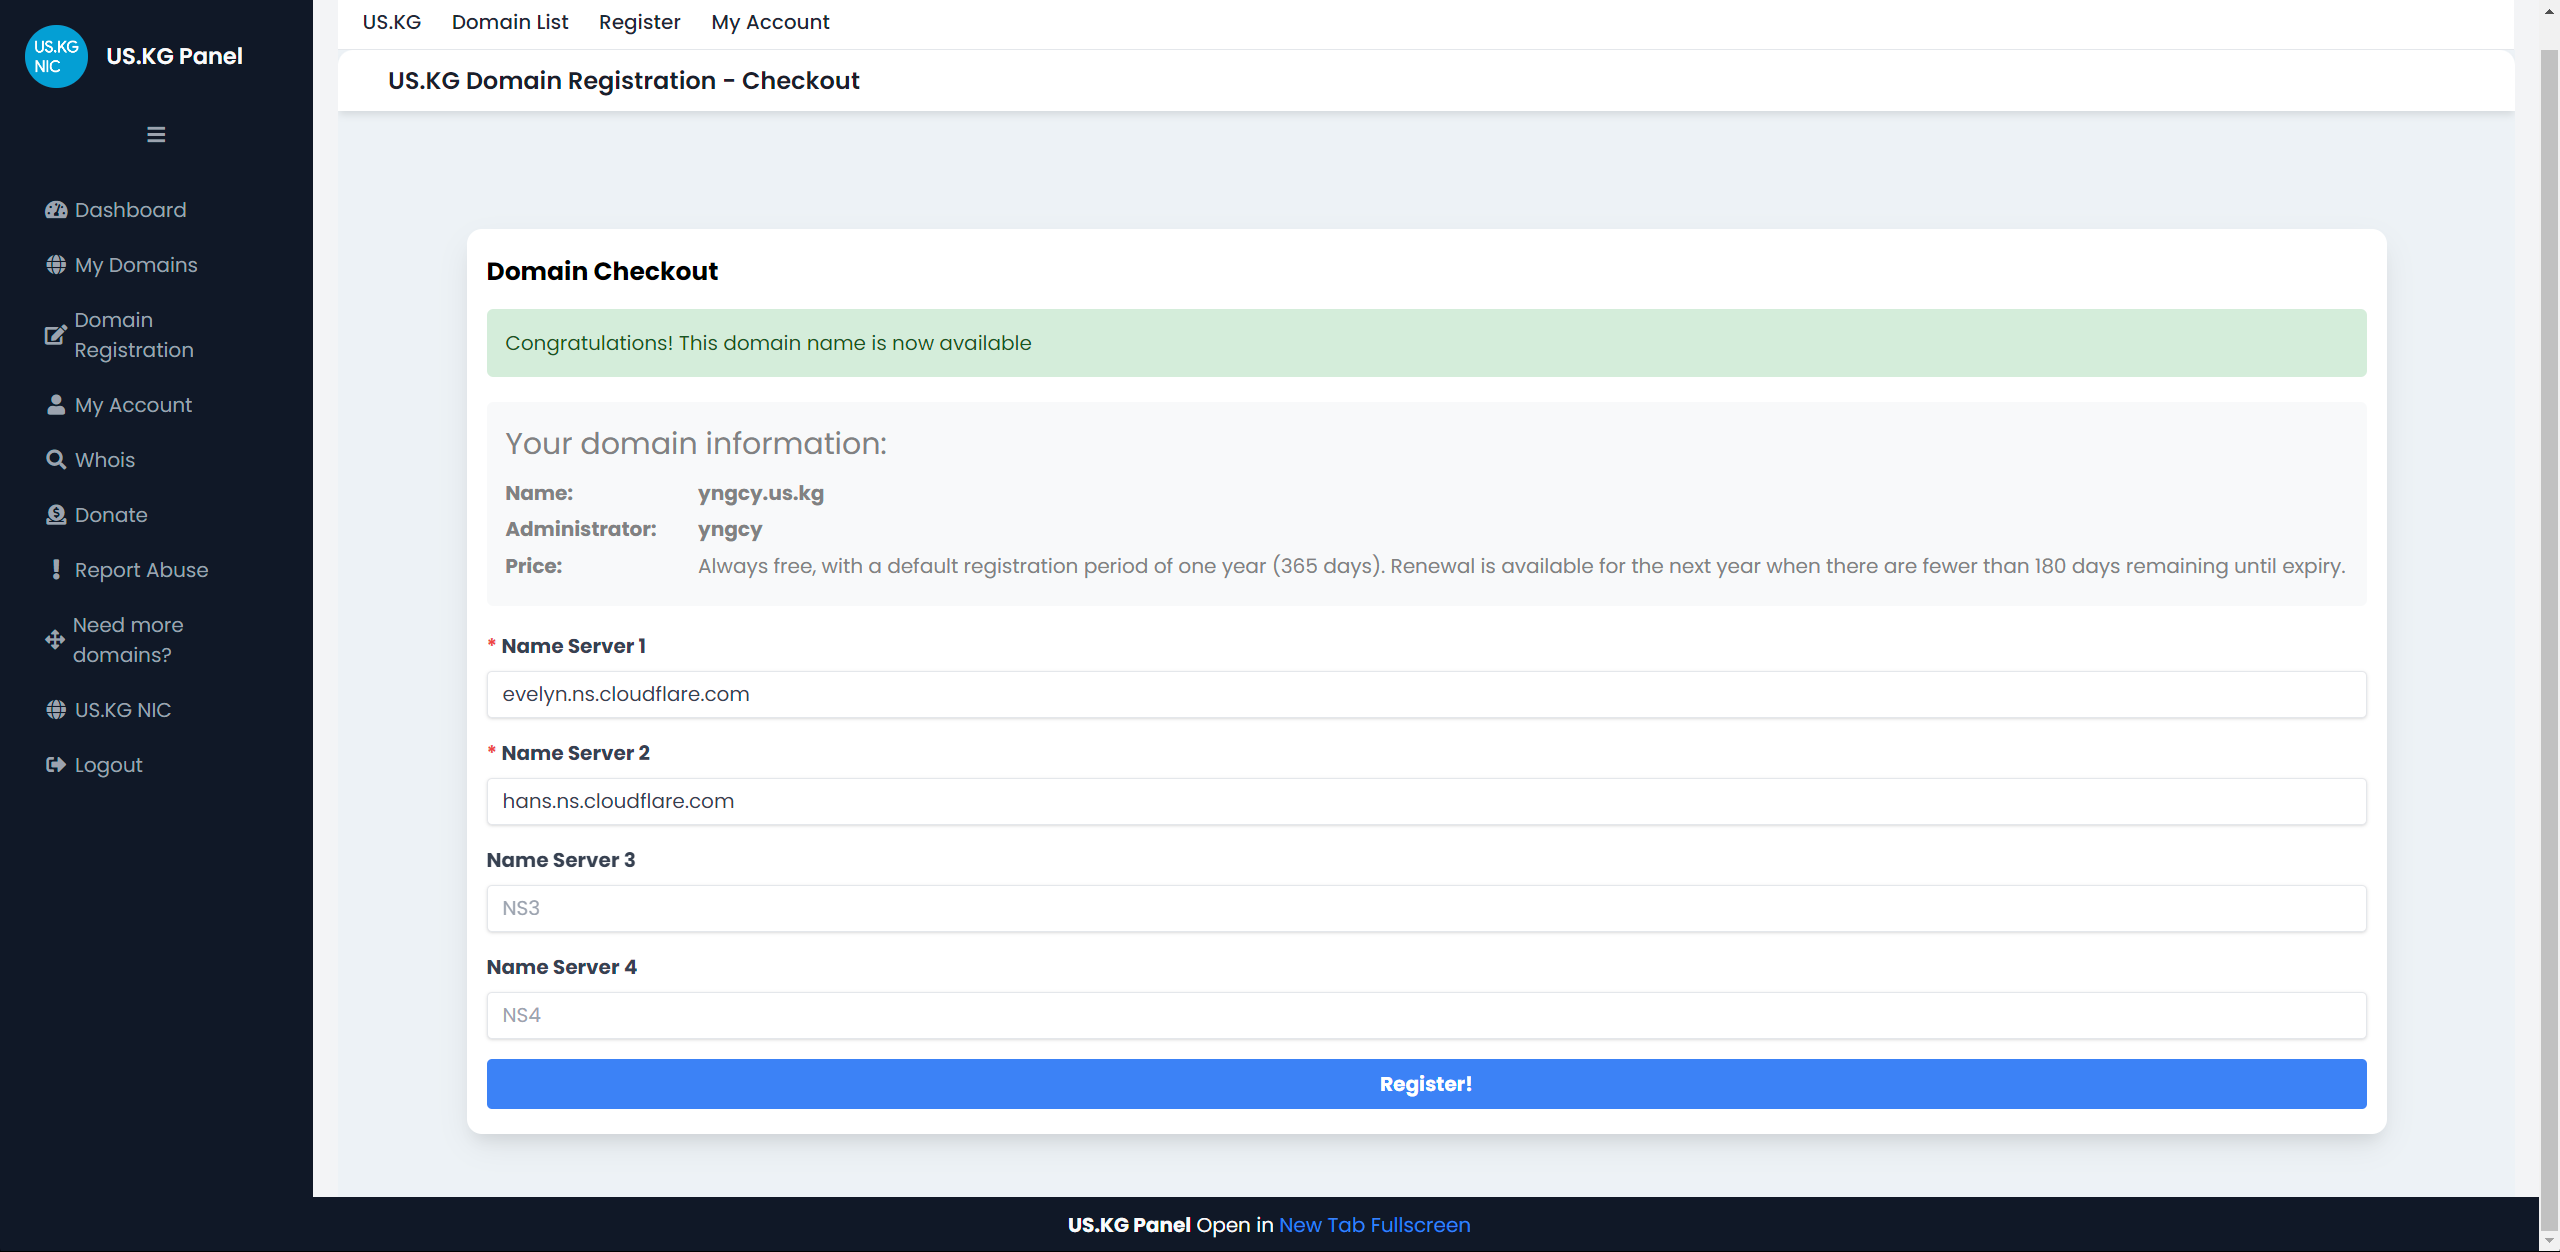 US.KG
NIC
US.KG Panel
Dashboard
My Domains
Domain
Registration
My Account
Whois
Donate
Report Abuse
Need more
domains?
US.KG NIC
Logout
US.KG Domain List Register My Account
US.KG Domain Registration - Checkout
Domain Checkout
Congratulations! This domain name is now available
Your domain information:
Name: yngcy.us.kg
Administrator: yngcy
Price: Always free, with a default registration period of one year (365 days). Renewal is available for the next year when there are fewer than 180 days remaining until expiry.
* Name Server 1
evelyn.ns.cloudflare.com
* Name Server 2
hans.ns.cloudflare.com
Name Server 3
NS3
Name Server 4
NS4
Register!
US.KG Panel Open in New Tab Fullscreen